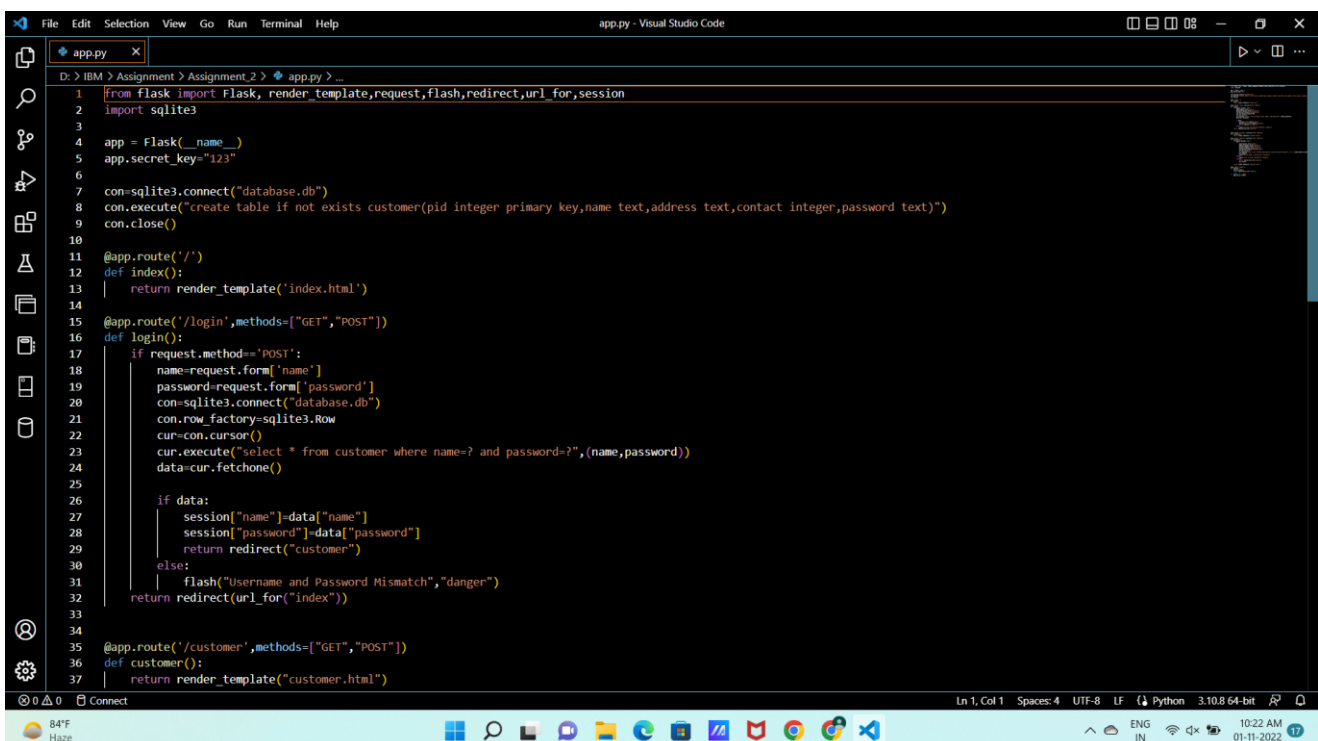 File Edit Selection View Go Run Terminal Help app.py - Visual Studio Code
app.py
D: > IBM > Assignment > Assignment_2 > app.py > ...
1 from flask import Flask, render_template,request,flash,redirect,url_for,session
2 import sqlite3
3
4 app = Flask(__name__)
5 app.secret_key="123"
6
7 con=sqlite3.connect("database.db")
8 con.execute("create table if not exists customer(pid integer primary key,name text,address text,contact integer,password text)")
9 con.close()
10
11 @app.route('/')
12 def index():
13     return render_template('index.html')
14
15 @app.route('/login',methods=["GET","POST"])
16 def login():
17     if request.method=='POST':
18         name=request.form['name']
19         password=request.form['password']
20         con=sqlite3.connect("database.db")
21         con.row_factory=sqlite3.Row
22         cur=con.cursor()
23         cur.execute("select * from customer where name=? and password=?",(name,password))
24         data=cur.fetchone()
25
26         if data:
27             session["name"]=data["name"]
28             session["password"]=data["password"]
29             return redirect("customer")
30         else:
31             flash("Username and Password Mismatch","danger")
32     return redirect(url_for("index"))
33
34
35 @app.route('/customer',methods=["GET","POST"])
36 def customer():
37     return render_template("customer.html")
0 0 Connect Ln 1, Col 1 Spaces: 4 UTF-8 LF Python 3.10.8 64-bit
84°F
Haze
ENG
IN
10:22 AM
01-11-2022
17